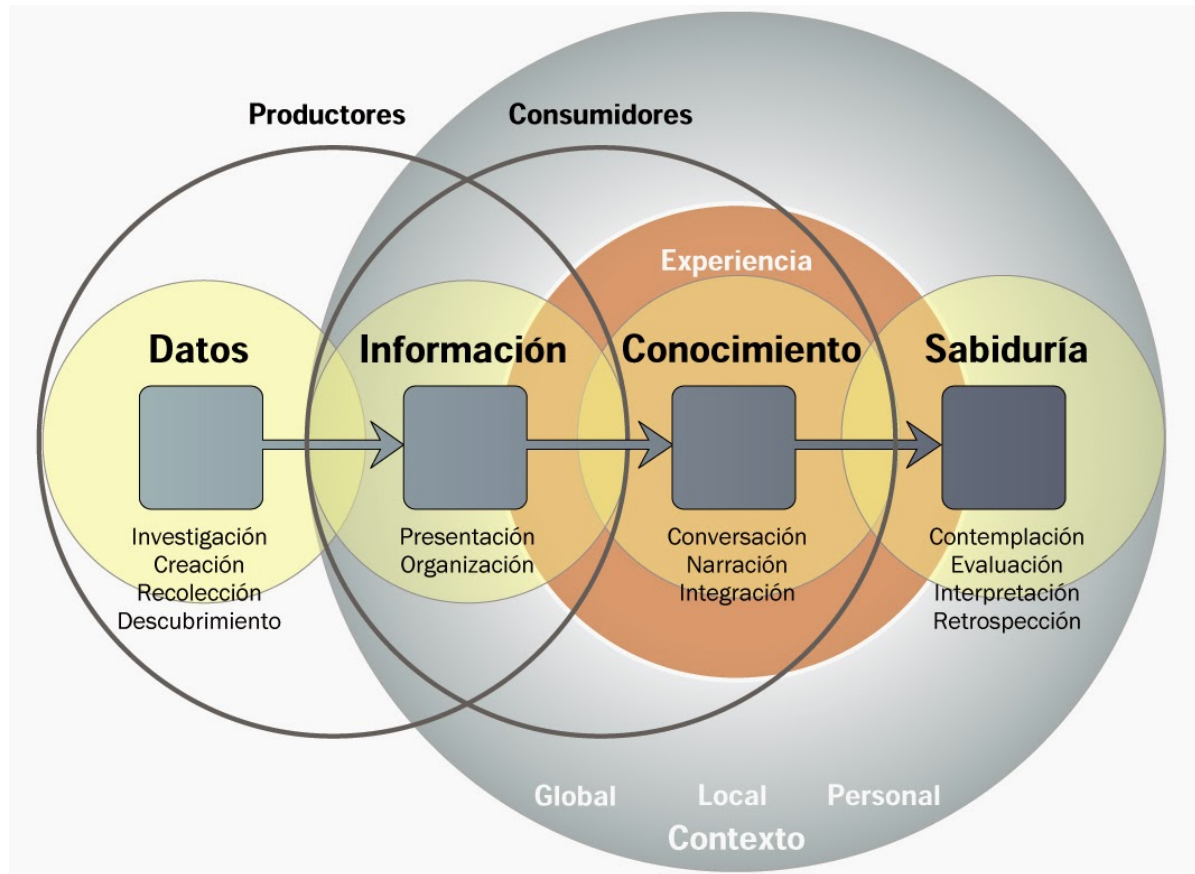 Productores
Consumidores
Experiencia
Datos
Información
Conocimiento
Sabiduría
Investigación
Creación
Recolección
Descubrimiento
Presentación
Organización
Conversación
Narración
Integración
Contemplación
Evaluación
Interpretación
Retrospección
Global
Local
Personal
Contexto